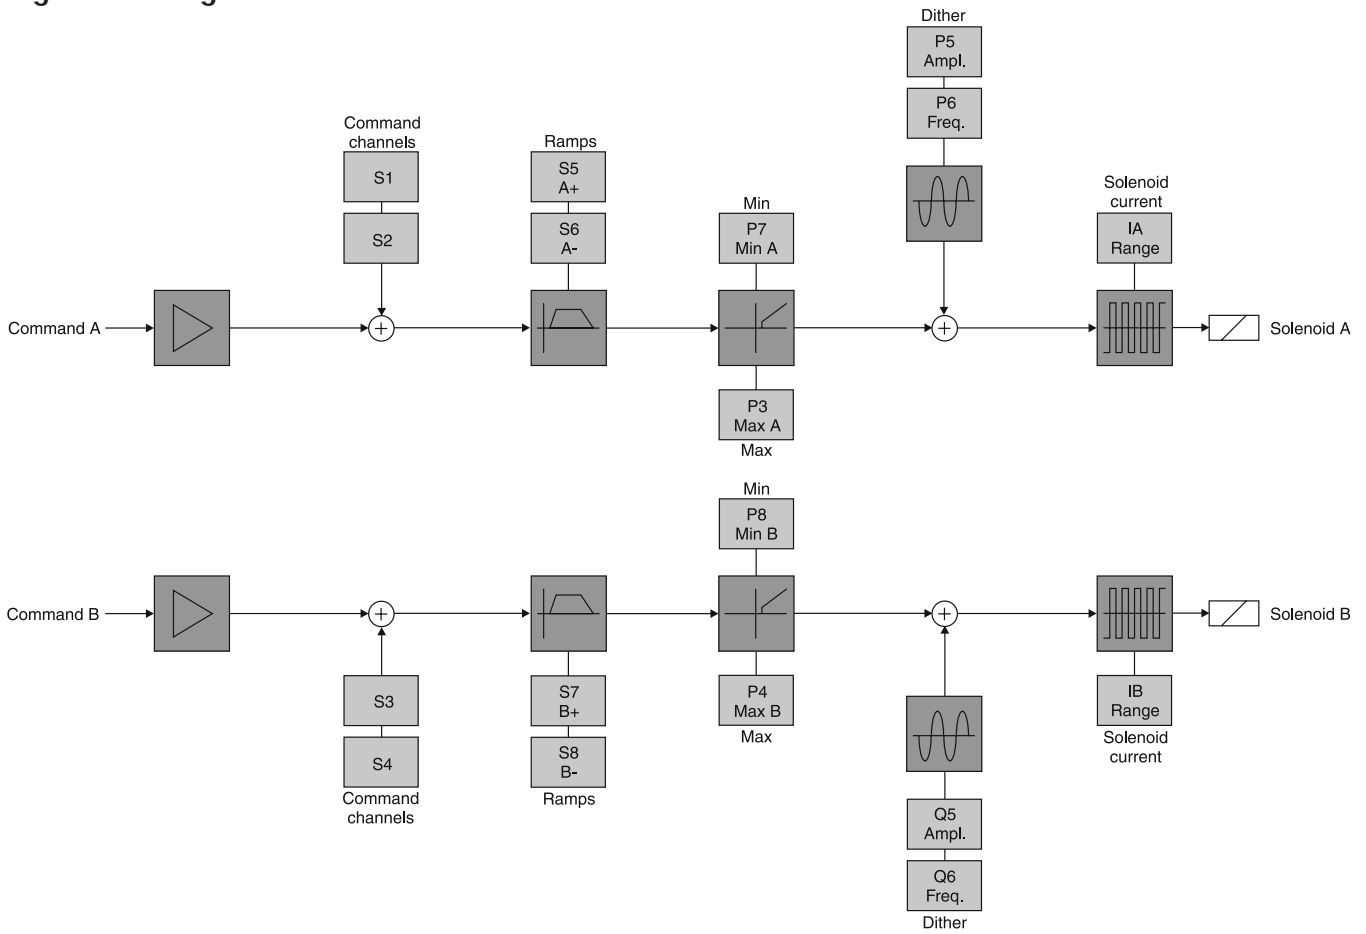 Dither
P5
Ampl.
P6
Freq.
Command
channels
S1
S2
Ramps
S5
A+
S6
A-
Min
P7
Min A
Solenoid
current
IA
Range
Command A
+
+
Solenoid A
P3
Max A
Max
Min
P8
Min B
Command B
+
+
Solenoid B
S3
S4
Command
channels
S7
B+
S8
B-
Ramps
P4
Max B
Max
IB
Range
Solenoid
current
Q5
Ampl.
Q6
Freq.
Dither